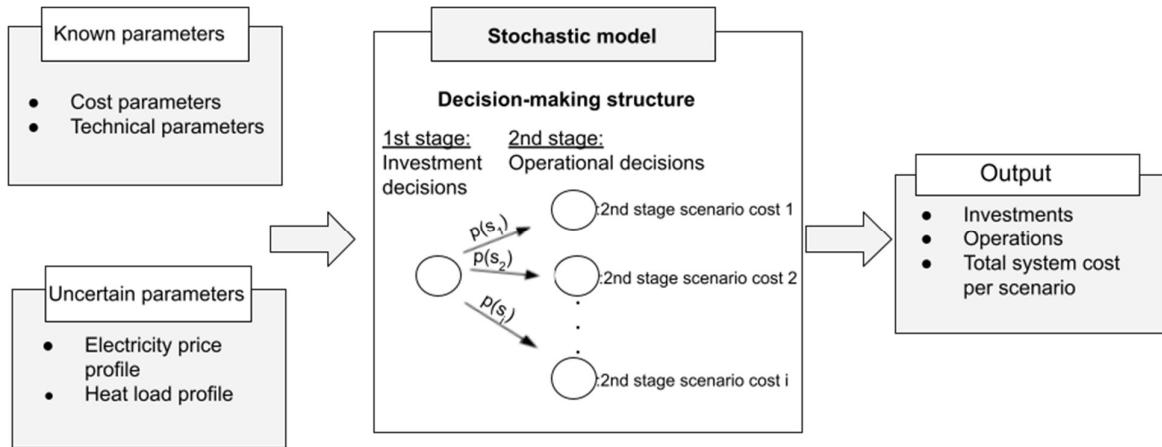 Known parameters
● Cost parameters
● Technical parameters
Uncertain parameters
● Electricity price
profile
● Heat load profile
Stochastic model
Decision-making structure
1st stage:
Investment
decisions
2nd stage:
Operational decisions
p(s1)
p(s2)
p(si)
:2nd stage scenario cost 1
:2nd stage scenario cost 2
:2nd stage scenario cost i
Output
● Investments
● Operations
● Total system cost
per scenario